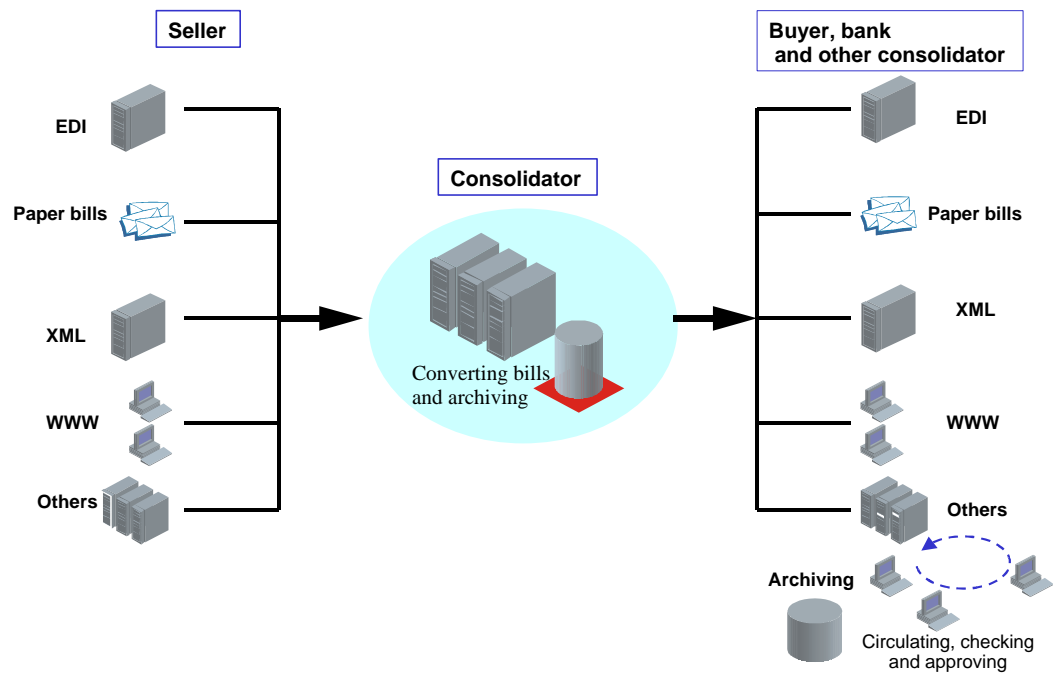 Seller
EDI
Paper bills
XML
WWW
Others
Consolidator
Converting bills
and archiving
Buyer, bank
and other consolidator
EDI
Paper bills
XML
WWW
Others
Archiving
Circulating, checking
and approving